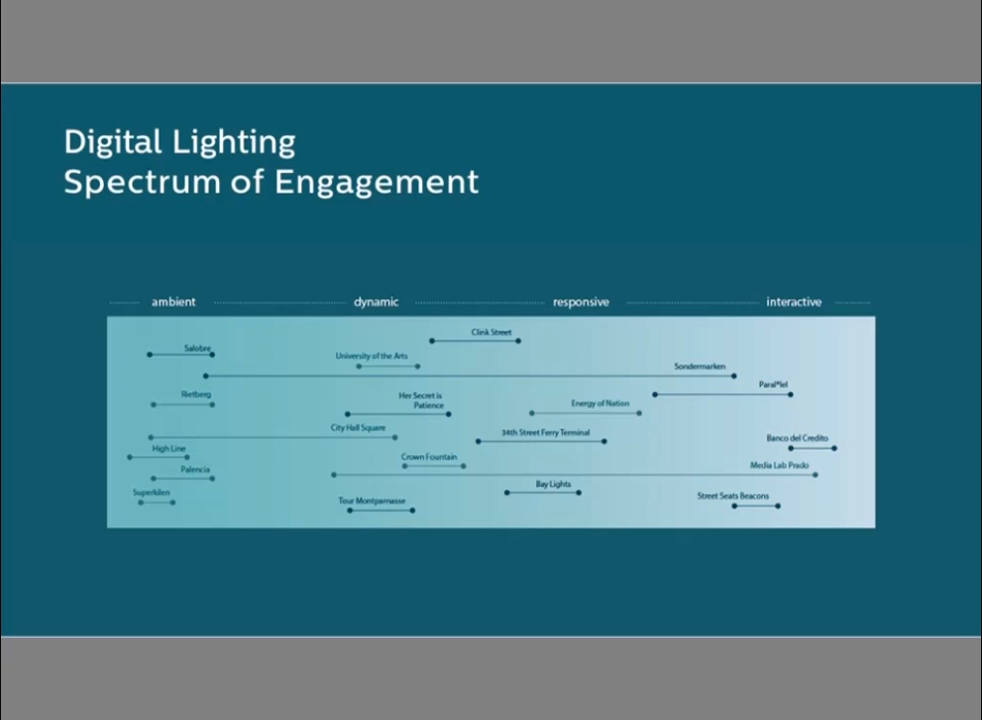 Digital Lighting
Spectrum of Engagement
ambient dynamic responsive interactive
Clink Street
Salobre
University of the Arts
Sondermarken
Paral*lel
Rietberg
Her Secret is
Patience
Energy of Nation
City Hall Square
34th Street Ferry Terminal
Banco del Credito
High Line
Crown Fountain
Media Lab Prado
Palencia
Bay Lights
Superkilen
Street Seats Beacons
Tour Montparnasse